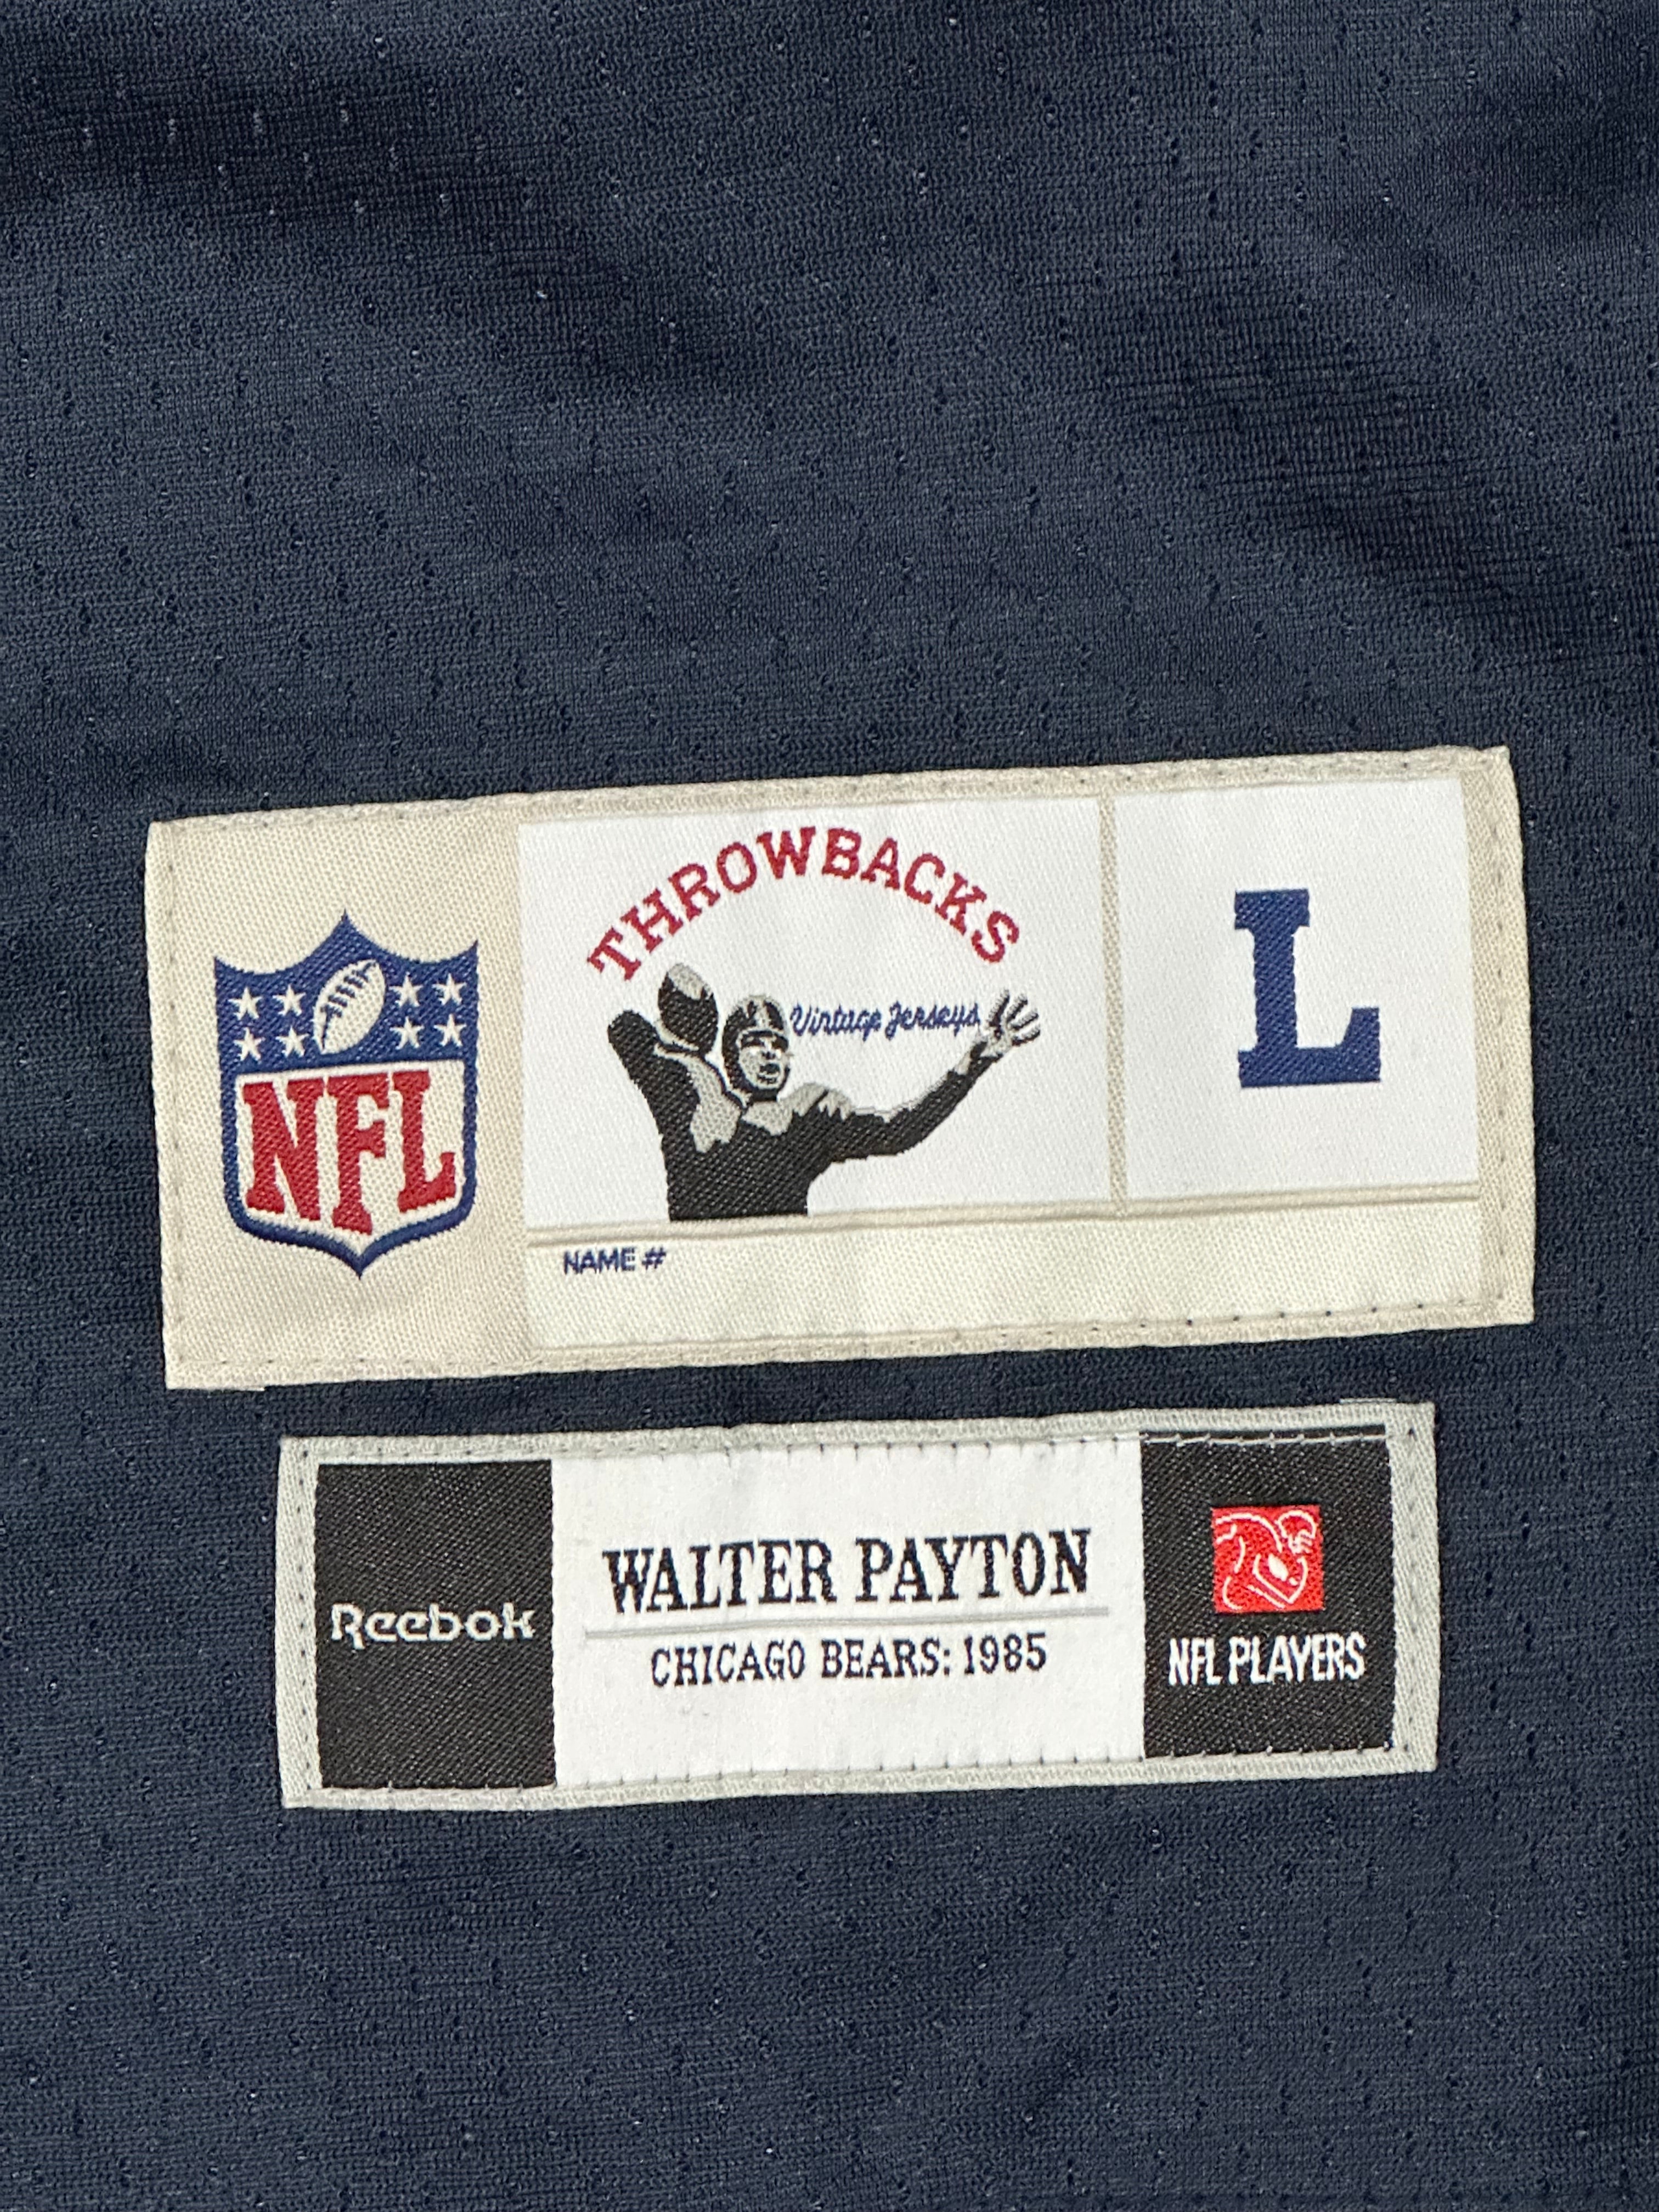 THROWBACKS
Vintage Jerseys
L
NFL
NAME #
Reebok
WALTER PAYTON
CHICAGO BEARS: 1985
NFL PLAYERS